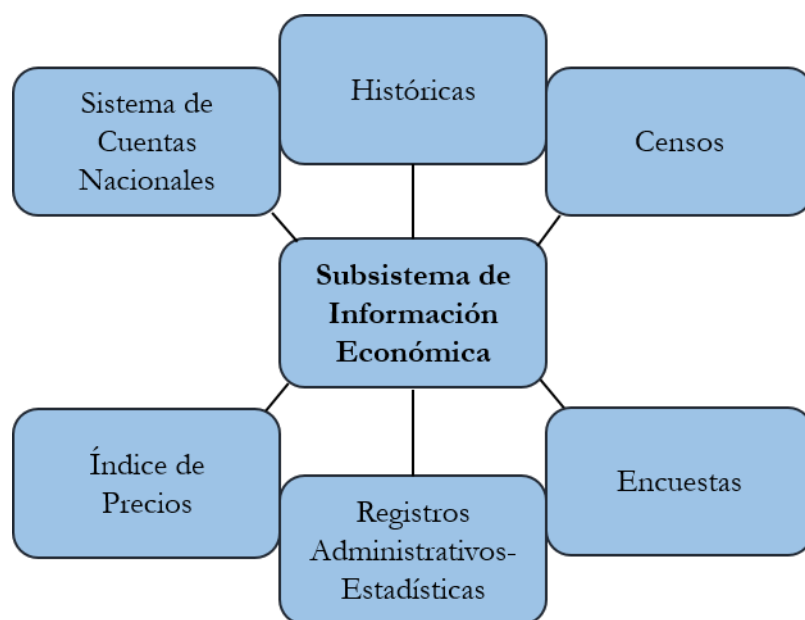 Históricas
Sistema de
Cuentas
Nacionales
Censos
Subsistema de
Información
Económica
Índice de
Precios
Registros
Administrativos-
Estadísticas
Encuestas